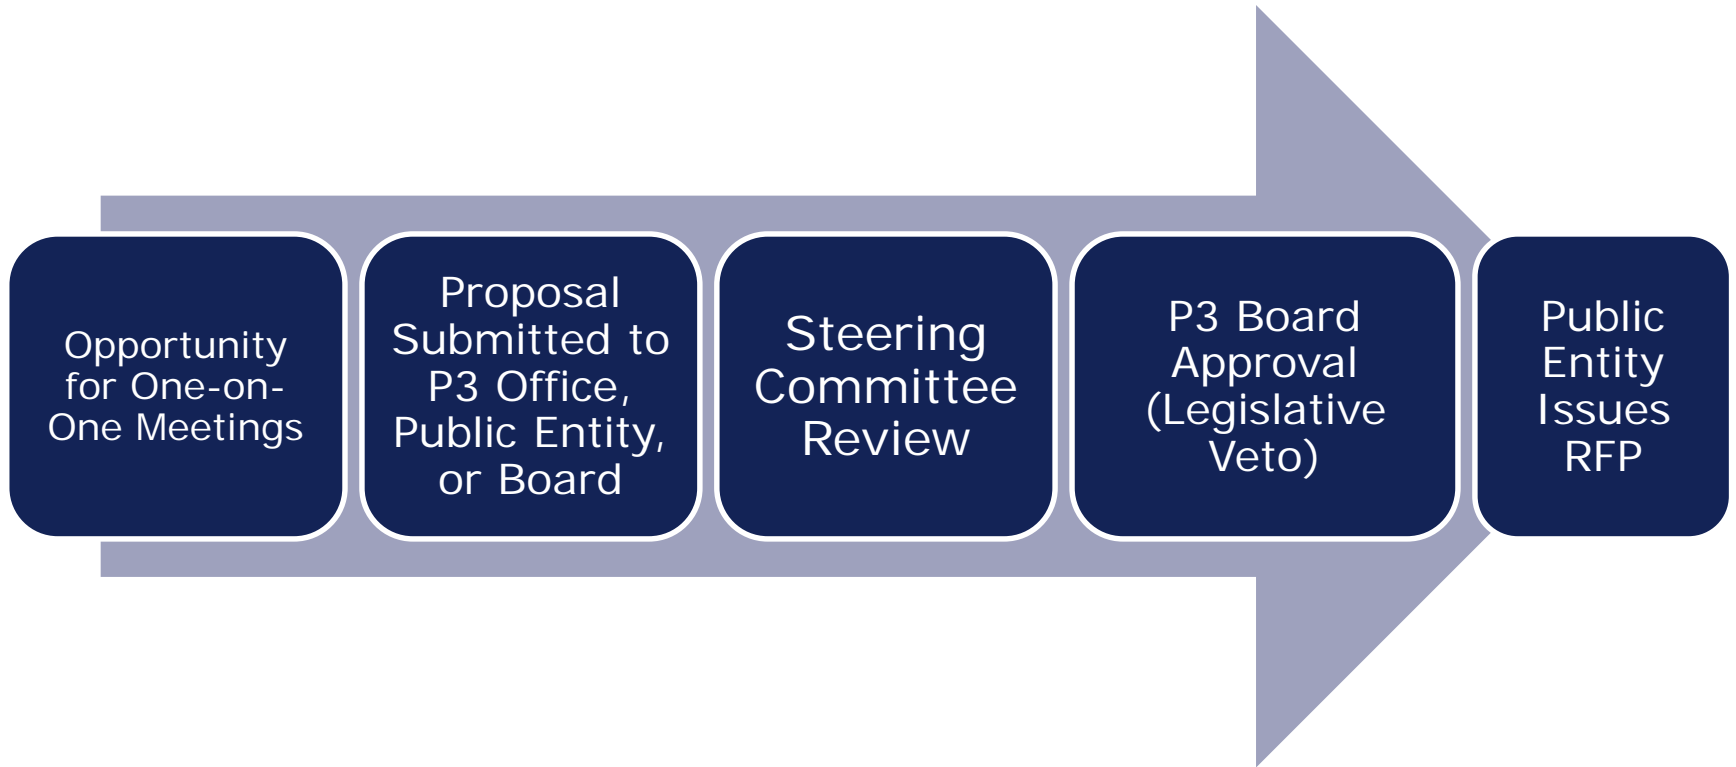 Opportunity
for One-on-
One Meetings
Proposal
Submitted to
P3 Office,
Public Entity,
or Board
Steering
Committee
Review
P3 Board
Approval
(Legislative
Veto)
Public
Entity
Issues
RFP